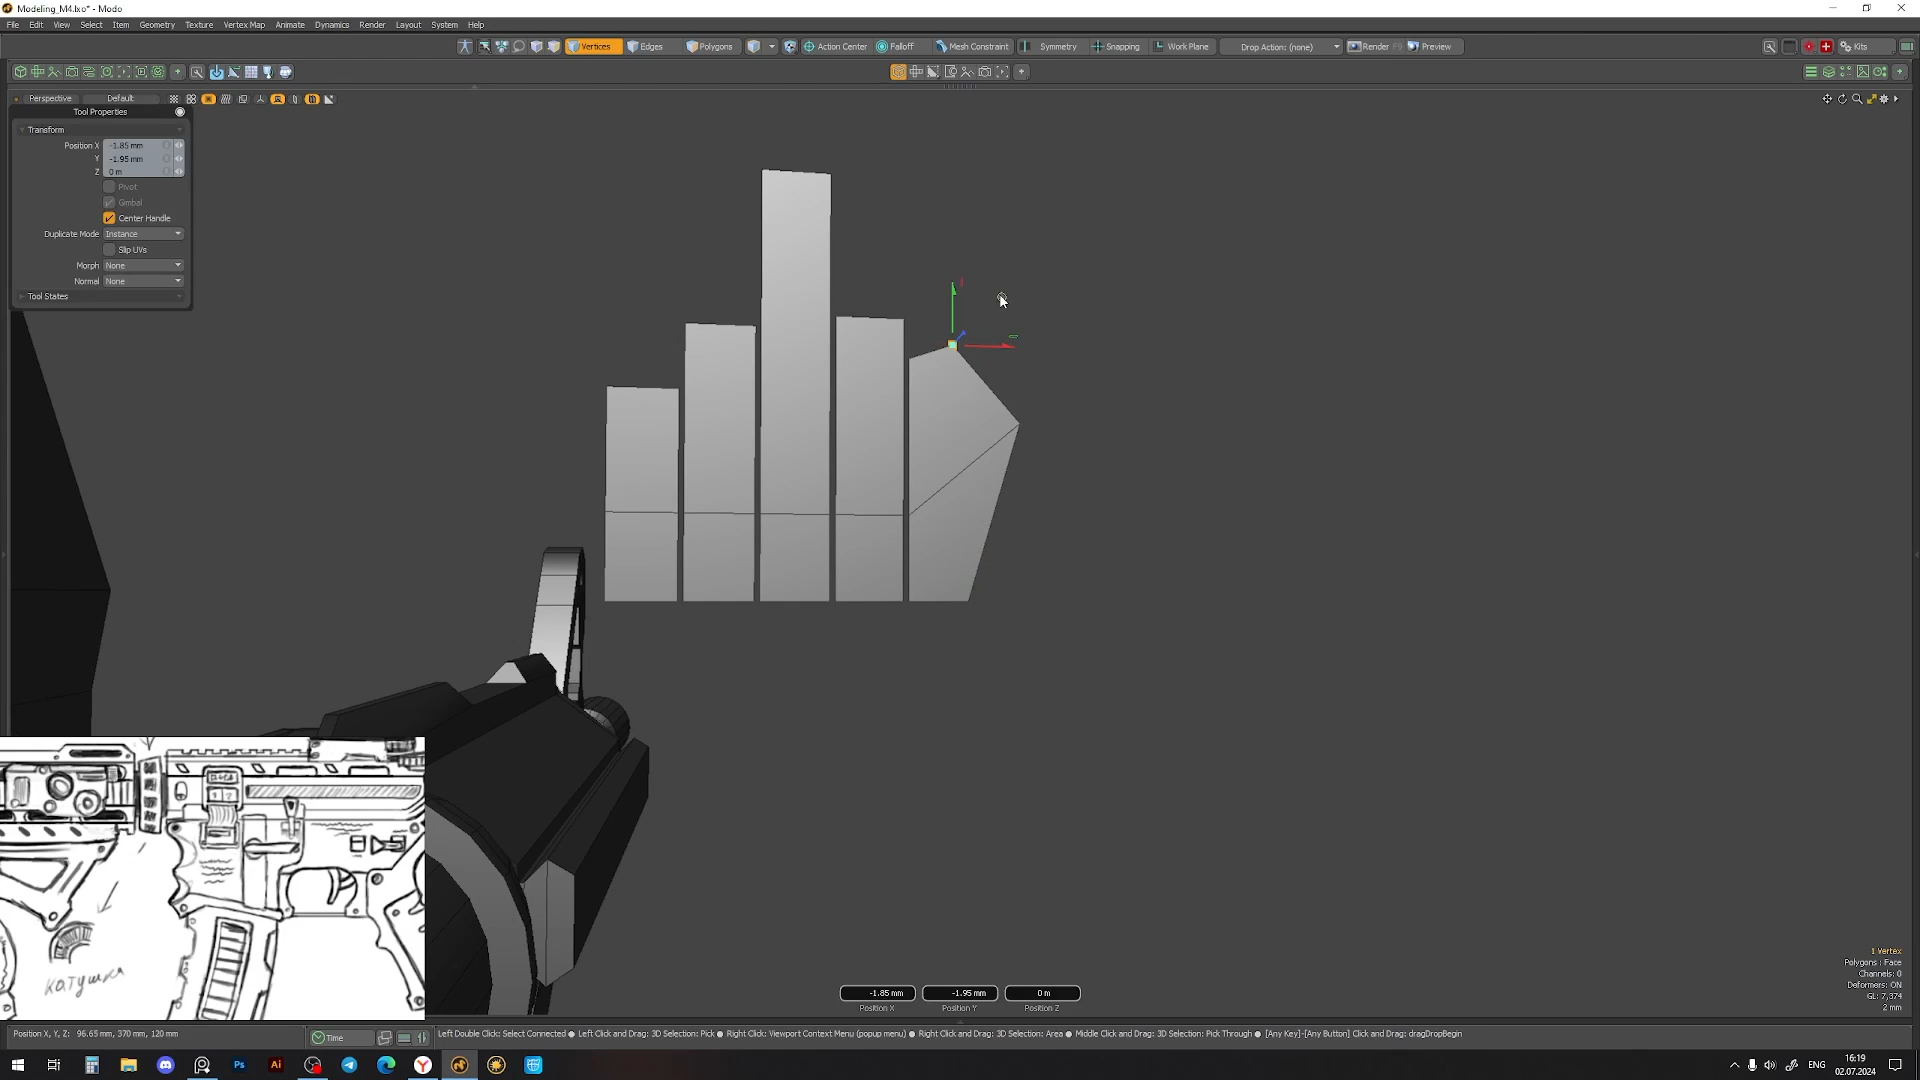 Modeling_M4.lxo* - Modo
File Edit View Select Item Geometry Texture Vertex Map Animate Dynamics Render Layout System Help
Vertices Edges Polygons Action Center Falloff Mesh Constraint Symmetry Snapping Work Plane Drop Action: (none) Render F9 Preview Kits
Perspective Default
Tool Properties
Transform
Position X -1.85 mm
Y -1.95 mm
Z 0 m
Pivot
Gimbal
Center Handle
Duplicate Mode Instance
Slip UVs
Morph None
Normal None
Tool States
катушка
1 Vertex
Polygons : Face
Channels: 0
Deformers: ON
GL: 7,374
2 mm
-1.85 mm -1.95 mm 0 m
Position X Position Y Position Z
Position X, Y, Z: 96.65 mm, 370 mm, 120 mm Time Left Double Click: Select Connected ● Left Click and Drag: 3D Selection: Pick ● Right Click: Viewport Context Menu (popup menu) ● Right Click and Drag: 3D Selection: Area ● Middle Click and Drag: 3D Selection: Pick Through ● [Any Key]-[Any Button] Click and Drag: dragDropBegin
Ps Ai ENG 16:19
02.07.2024